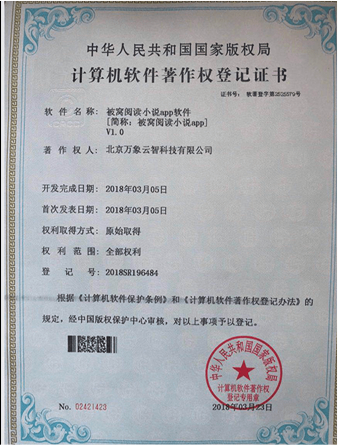 中华人民共和国国家版权局
计算机软件著作权登记证书
证书号: 软著登字第2525579号
软件名称: 被窝阅读小说app软件
[简称:被窝阅读小说app]
V1.0
著作权人: 北京万象云智科技有限公司
开发完成日期: 2018年03月05日
首次发表日期: 2018年03月05日
权利取得方式: 原始取得
权利范围: 全部权利
登记号: 2018SR196484
根据《计算机软件保护条例》和《计算机软件著作权登记办法》的
规定,经中国版权保护中心审核,对以上事项予以登记。
中华人民共和国国家版权局
计算机软件著作权
登记专用章
No. 02421423
2018年03月23日